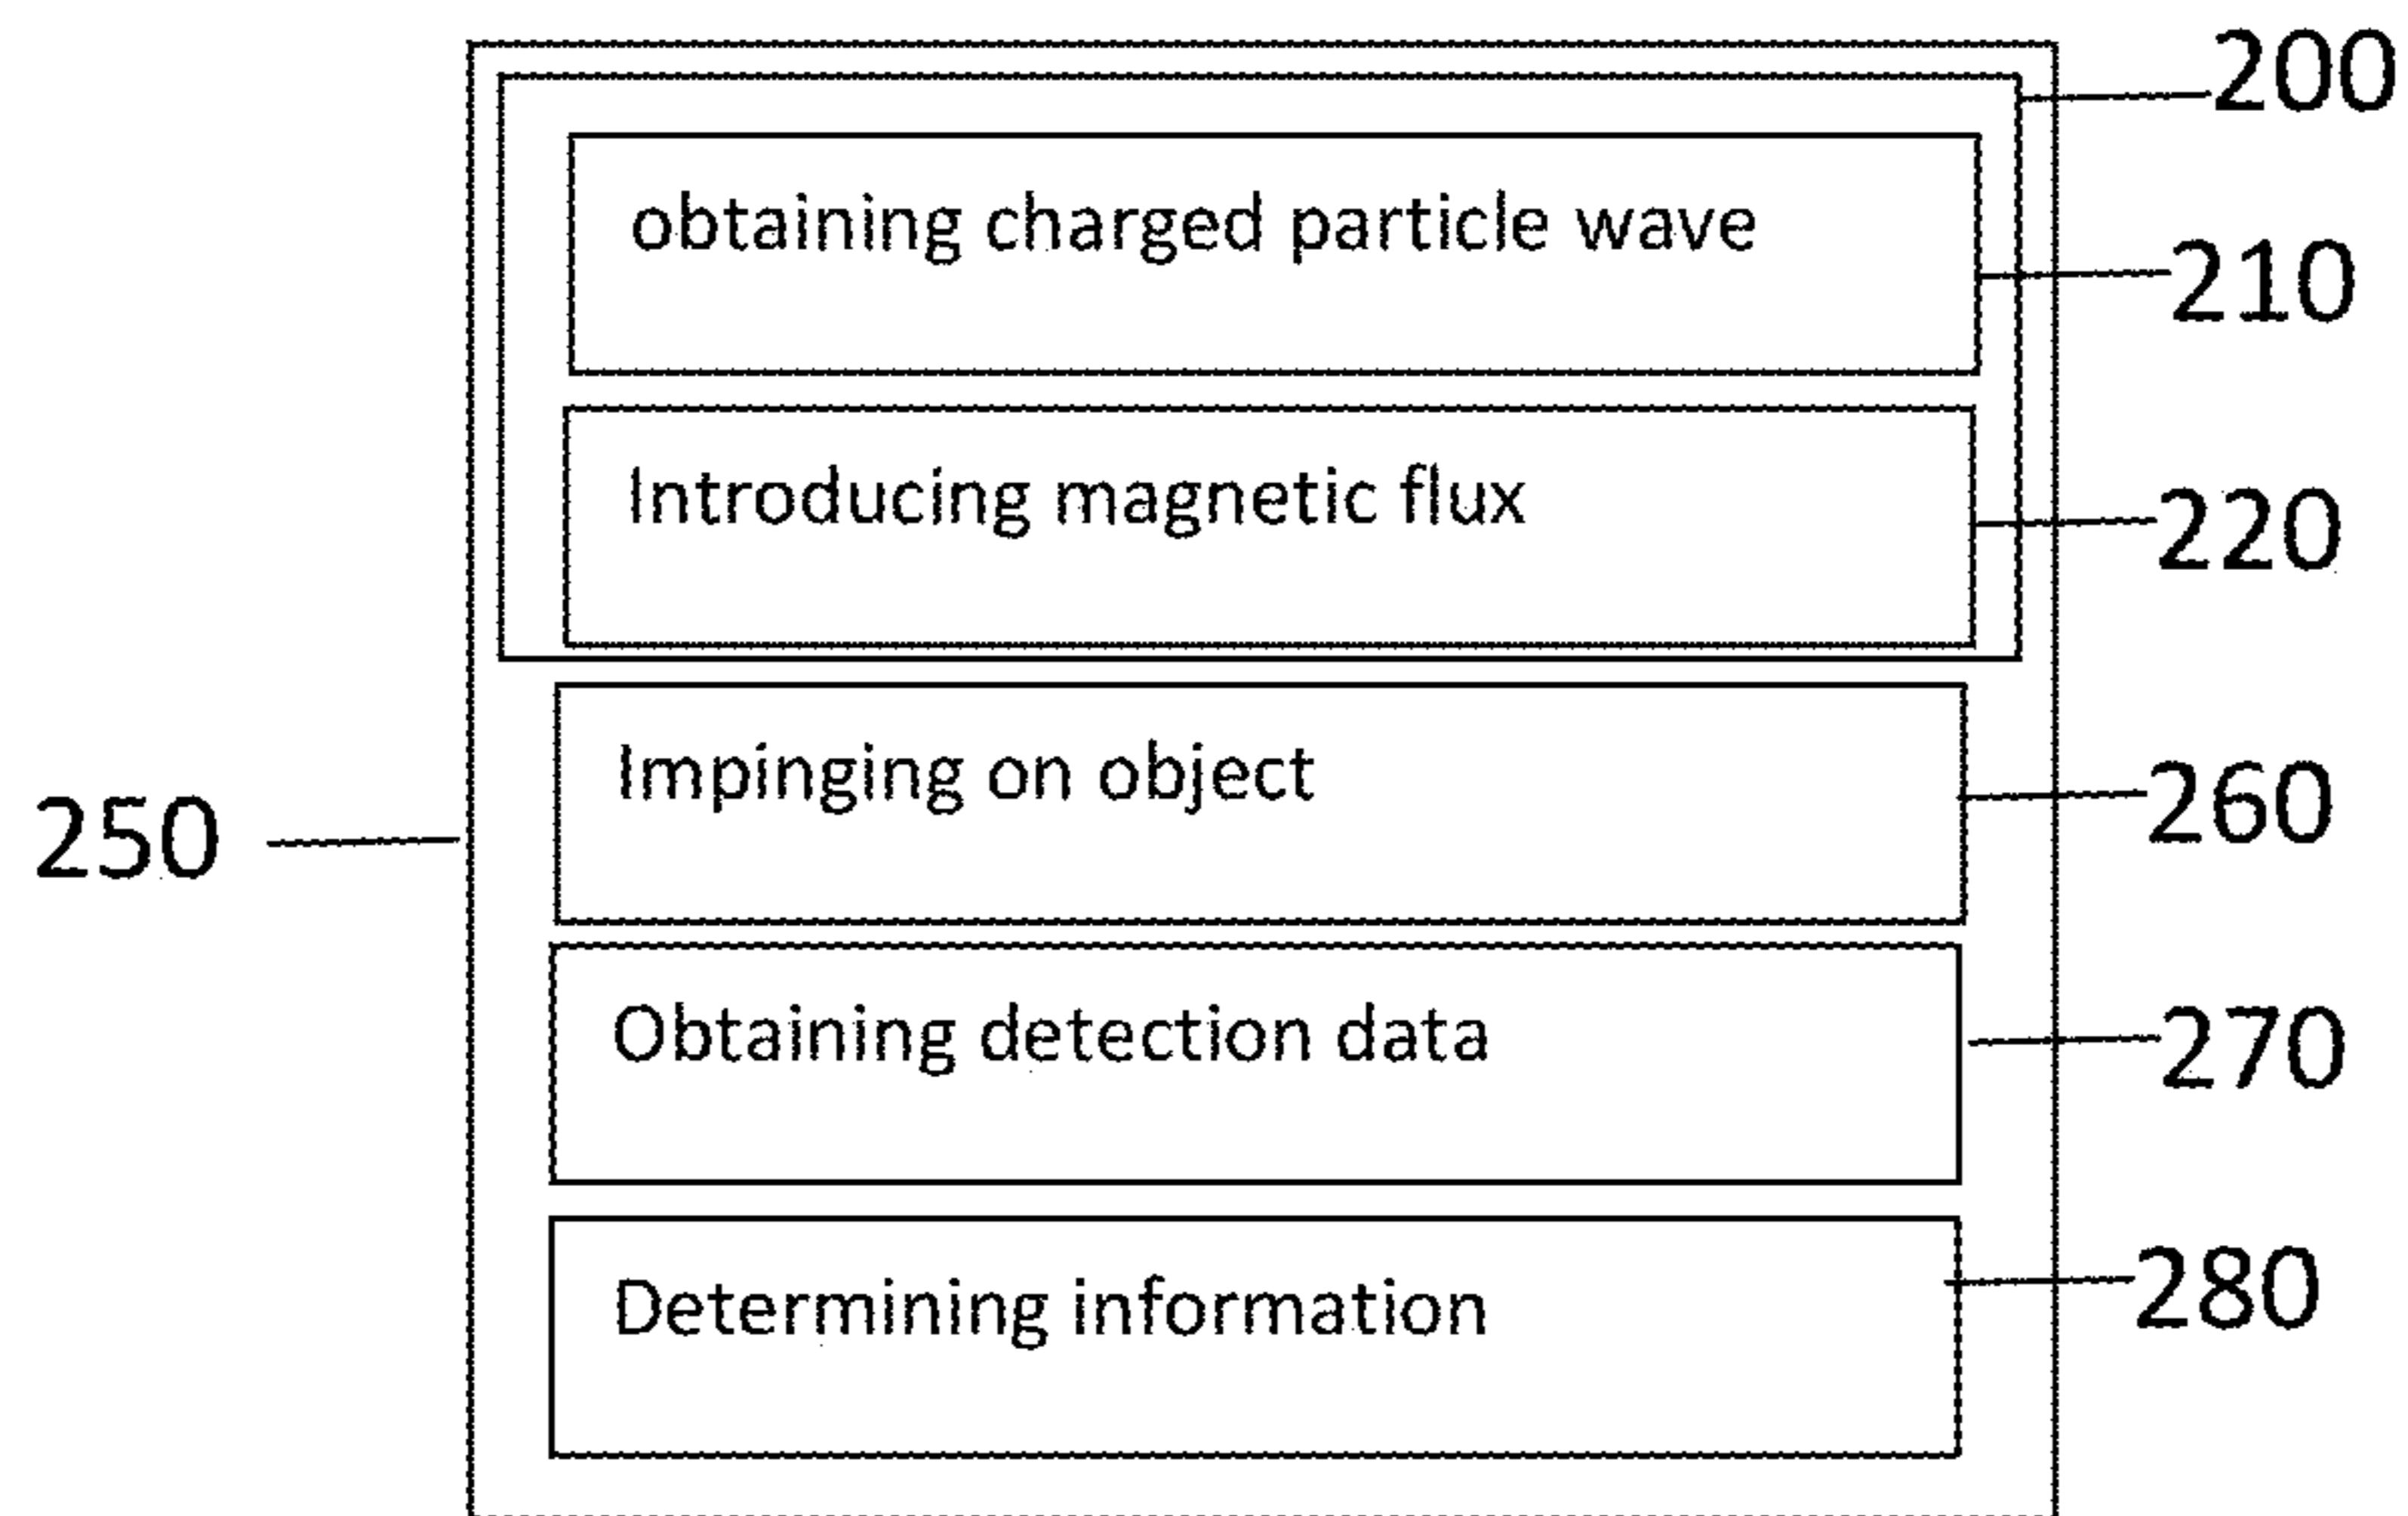 200
obtaining charged particle wave
210
Introducing magnetic flux
220
Impinging on object
260
250
Obtaining detection data
270
Determining information
280